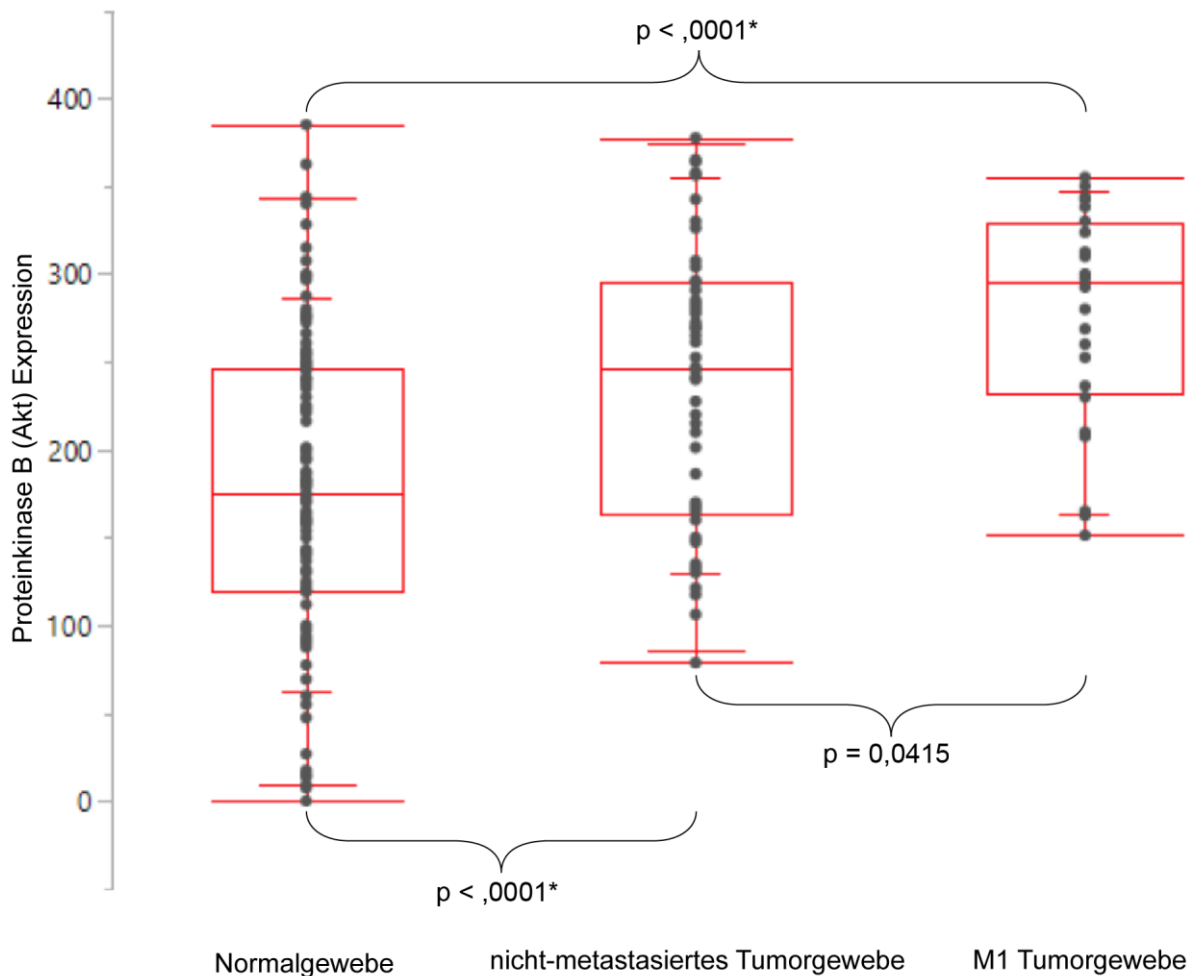 p < ,0001*
400
300
200
100
0
Proteinkinase B (Akt) Expression
p = 0,0415
p < ,0001*
Normalgewebe
nicht-metastasiertes Tumorgewebe
M1 Tumorgewebe